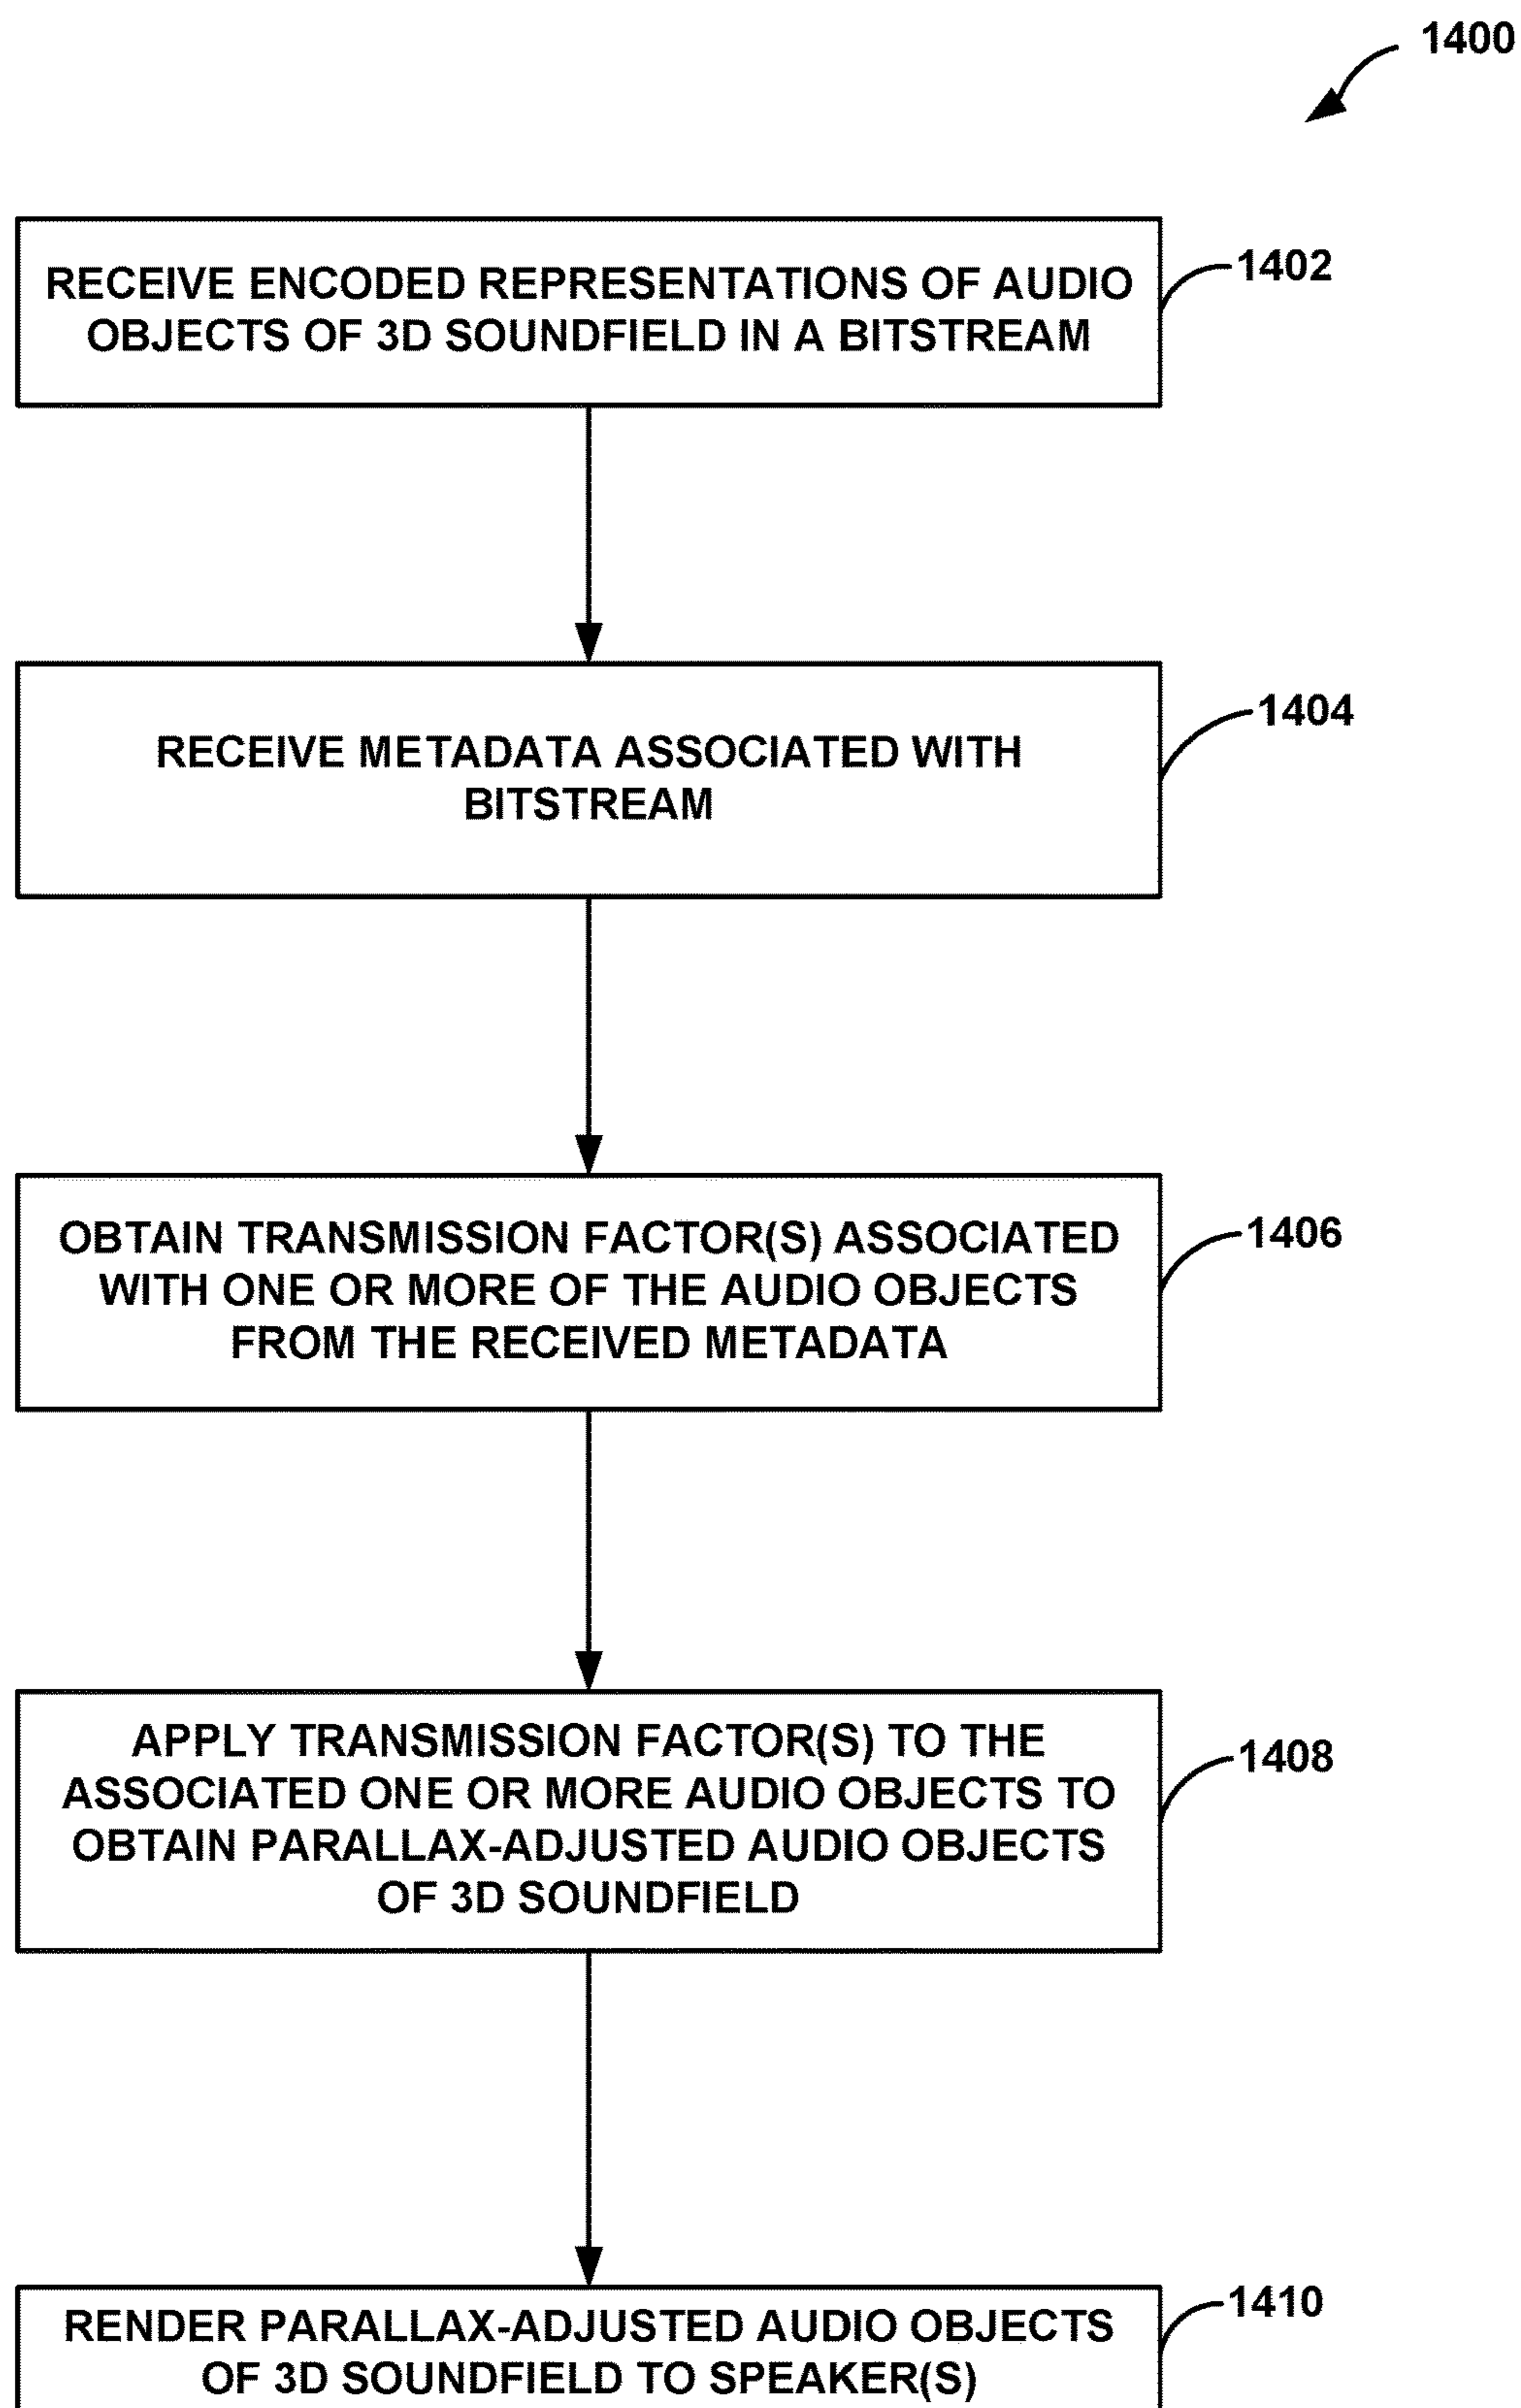 1400
RECEIVE ENCODED REPRESENTATIONS OF AUDIO
OBJECTS OF 3D SOUNDFIELD IN A BITSTREAM
1402
RECEIVE METADATA ASSOCIATED WITH
BITSTREAM
1404
OBTAIN TRANSMISSION FACTOR(S) ASSOCIATED
WITH ONE OR MORE OF THE AUDIO OBJECTS
FROM THE RECEIVED METADATA
1406
APPLY TRANSMISSION FACTOR(S) TO THE
ASSOCIATED ONE OR MORE AUDIO OBJECTS TO
OBTAIN PARALLAX-ADJUSTED AUDIO OBJECTS
OF 3D SOUNDFIELD
1408
RENDER PARALLAX-ADJUSTED AUDIO OBJECTS
OF 3D SOUNDFIELD TO SPEAKER(S)
1410